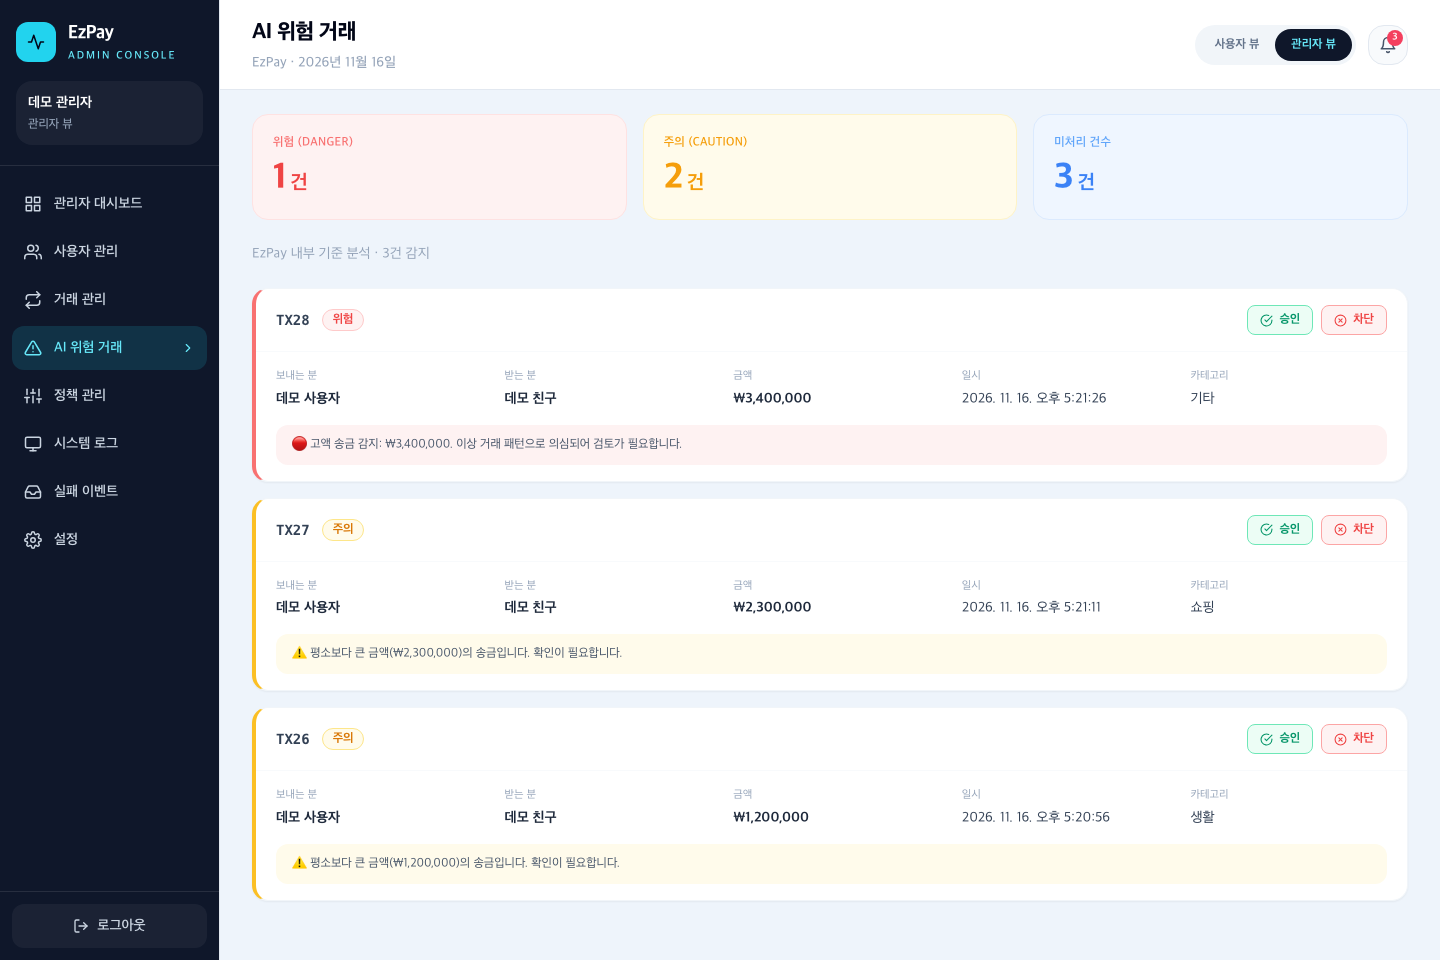 EzPay
ADMIN CONSOLE
데모 관리자
관리자 뷰
관리자 대시보드
사용자 관리
거래 관리
AI 위험 거래
정책 관리
시스템 로그
실패 이벤트
설정
로그아웃
AI 위험 거래
EzPay · 2026년 11월 16일
사용자 뷰
관리자 뷰
3
위험 (DANGER)
1건
주의 (CAUTION)
2건
미처리 건수
3건
EzPay 내부 기준 분석 · 3건 감지
TX28 위험 승인 차단
보내는 분 받는 분 금액 일시 카테고리
데모 사용자 데모 친구 ₩3,400,000 2026. 11. 16. 오후 5:21:26 기타
🔴 고액 송금 감지: ₩3,400,000. 이상 거래 패턴으로 의심되어 검토가 필요합니다.
TX27 주의 승인 차단
보내는 분 받는 분 금액 일시 카테고리
데모 사용자 데모 친구 ₩2,300,000 2026. 11. 16. 오후 5:21:11 쇼핑
⚠️ 평소보다 큰 금액(₩2,300,000)의 송금입니다. 확인이 필요합니다.
TX26 주의 승인 차단
보내는 분 받는 분 금액 일시 카테고리
데모 사용자 데모 친구 ₩1,200,000 2026. 11. 16. 오후 5:20:56 생활
⚠️ 평소보다 큰 금액(₩1,200,000)의 송금입니다. 확인이 필요합니다.